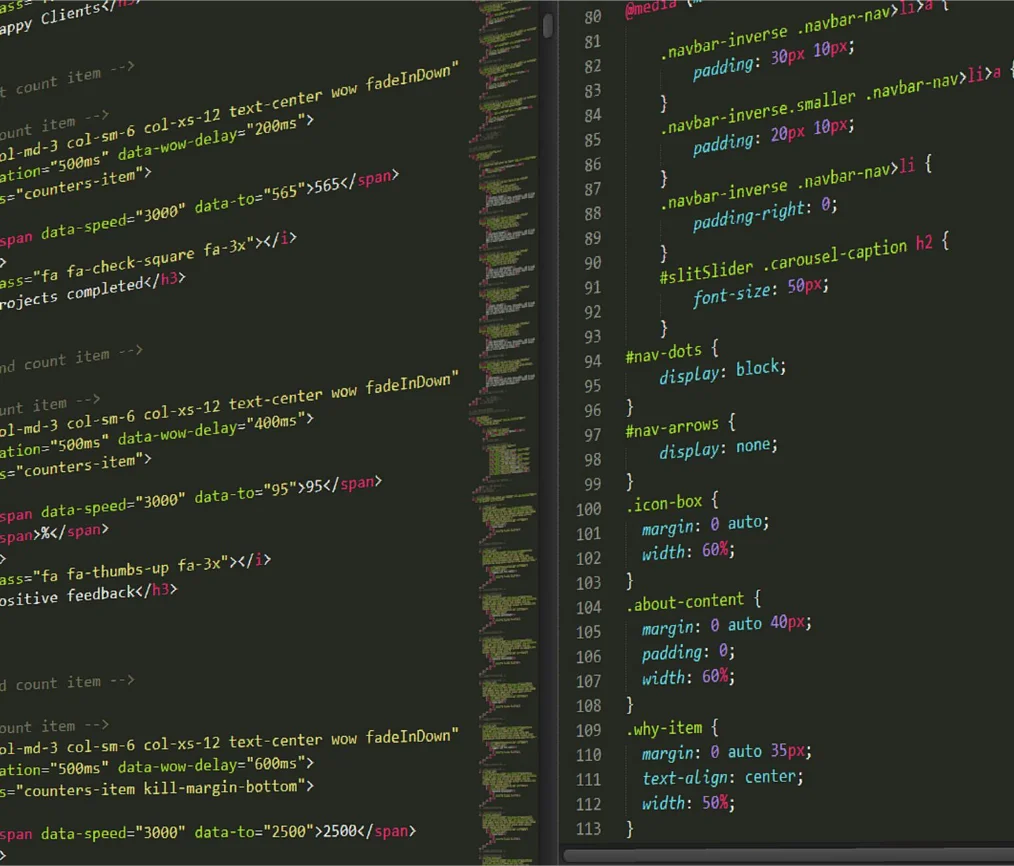 ass=
appy Clients</h3>
t count item -->
ount item -->
ol-md-3 col-sm-6 col-xs-12 text-center wow fadeInDown"
ation="500ms" data-wow-delay="200ms">
s="counters-item">
span data-speed="3000" data-to="565">565</span>
>
ass="fa fa-check-square fa-3x"></i>
rojects completed</h3>
nd count item -->
unt item -->
ol-md-3 col-sm-6 col-xs-12 text-center wow fadeInDown"
ation="500ms" data-wow-delay="400ms">
s="counters-item">
span data-speed="3000" data-to="95">95</span>
span>%</span>
>
ass="fa fa-thumbs-up fa-3x"></i>
ositive feedback</h3>
d count item -->
ount item -->
ol-md-3 col-sm-6 col-xs-12 text-center wow fadeInDown"
ation="500ms" data-wow-delay="600ms">
s="counters-item kill-margin-bottom">
span data-speed="3000" data-to="2500">2500</span>
>
80 @media
81
82 .navbar-inverse .navbar-nav>li>a {
83 padding: 30px 10px;
84 }
85 .navbar-inverse.smaller .navbar-nav>li>a {
86 padding: 20px 10px;
87 }
88 .navbar-inverse .navbar-nav>li {
89 padding-right: 0;
90 }
91 #slitSlider .carousel-caption h2 {
92 font-size: 50px;
93 }
94 #nav-dots {
95 display: block;
96 }
97 #nav-arrows {
98 display: none;
99 }
100 .icon-box {
101 margin: 0 auto;
102 width: 60%;
103 }
104 .about-content {
105 margin: 0 auto 40px;
106 padding: 0;
107 width: 60%;
108 }
109 .why-item {
110 margin: 0 auto 35px;
111 text-align: center;
112 width: 50%;
113 }